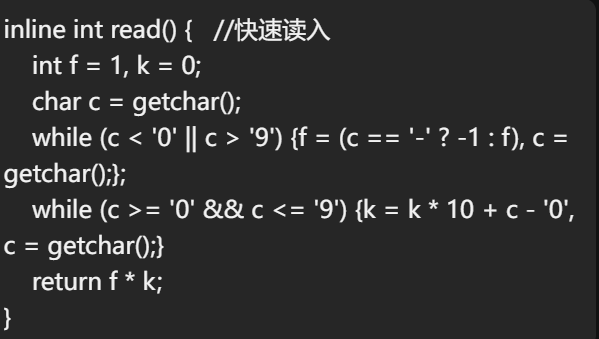 inline int read() {   //快速读入
    int f = 1, k = 0;
    char c = getchar();
    while (c < '0' || c > '9') {f = (c == '-' ? -1 : f), c =
getchar();};
    while (c >= '0' && c <= '9') {k = k * 10 + c - '0',
c = getchar();}
    return f * k;
}